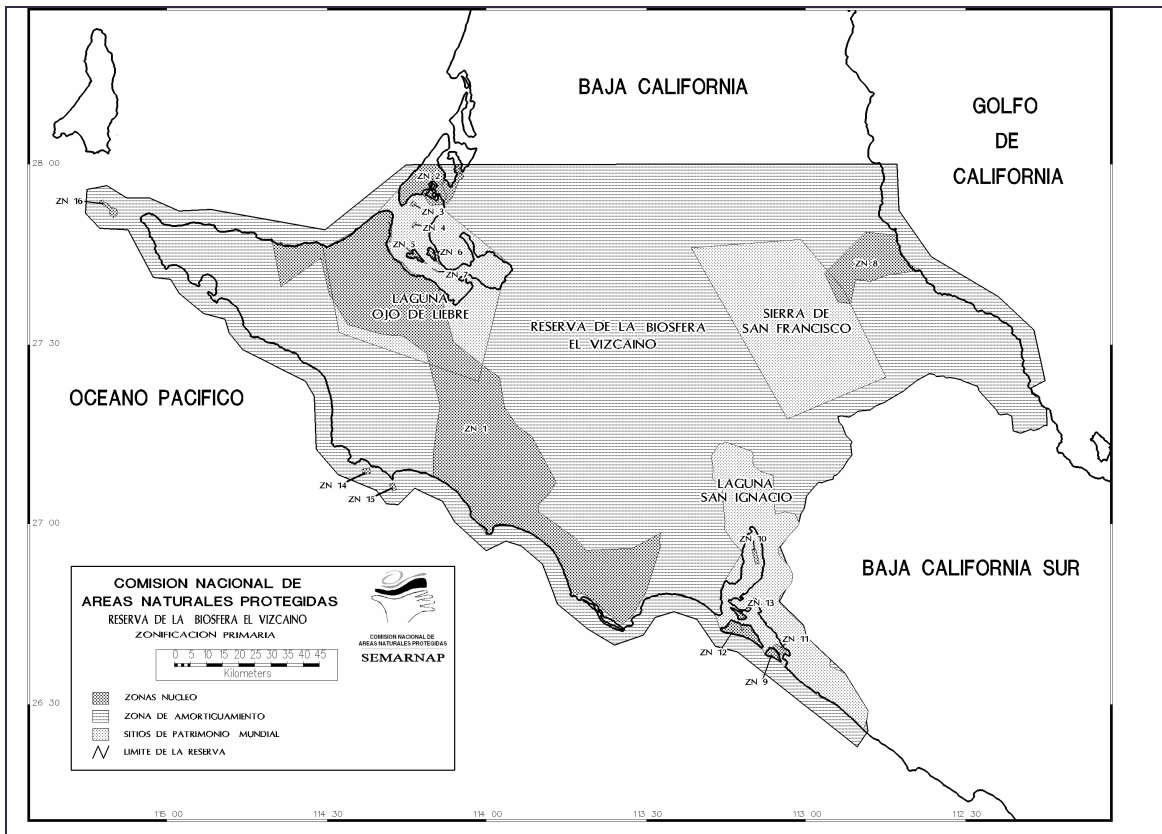 BAJA CALIFORNIA
GOLFO
DE
CALIFORNIA
28 00
ZN 2
ZN 16
ZN 3
ZN 4
ZN 5
ZN 6
ZN 8
ZN 7
LAGUNA
OJO DE LIEBRE
SIERRA DE
SAN FRANCISCO
RESERVA DE LA BIOSFERA
EL VIZCAINO
27 30
OCEANO PACIFICO
ZN 1
ZN 14
ZN 15
LAGUNA
SAN IGNACIO
27 00
ZN 10
BAJA CALIFORNIA SUR
ZN 13
ZN 11
ZN 12
ZN 9
26 30
COMISION NACIONAL DE
AREAS NATURALES PROTEGIDAS
RESERVA DE LA BIOSFERA EL VIZCAINO
ZONIFICACION PRIMARIA
0 5 10 15 20 25 30 35 40 45
Kilometers
COMISION NACIONAL DE
AREAS NATURALES PROTEGIDAS
SEMARNAP
ZONAS NUCLEO
ZONA DE AMORTIGUAMIENTO
SITIOS DE PATRIMONIO MUNDIAL
LIMITE DE LA RESERVA
115 00
114 30
114 00
113 30
113 00
112 30